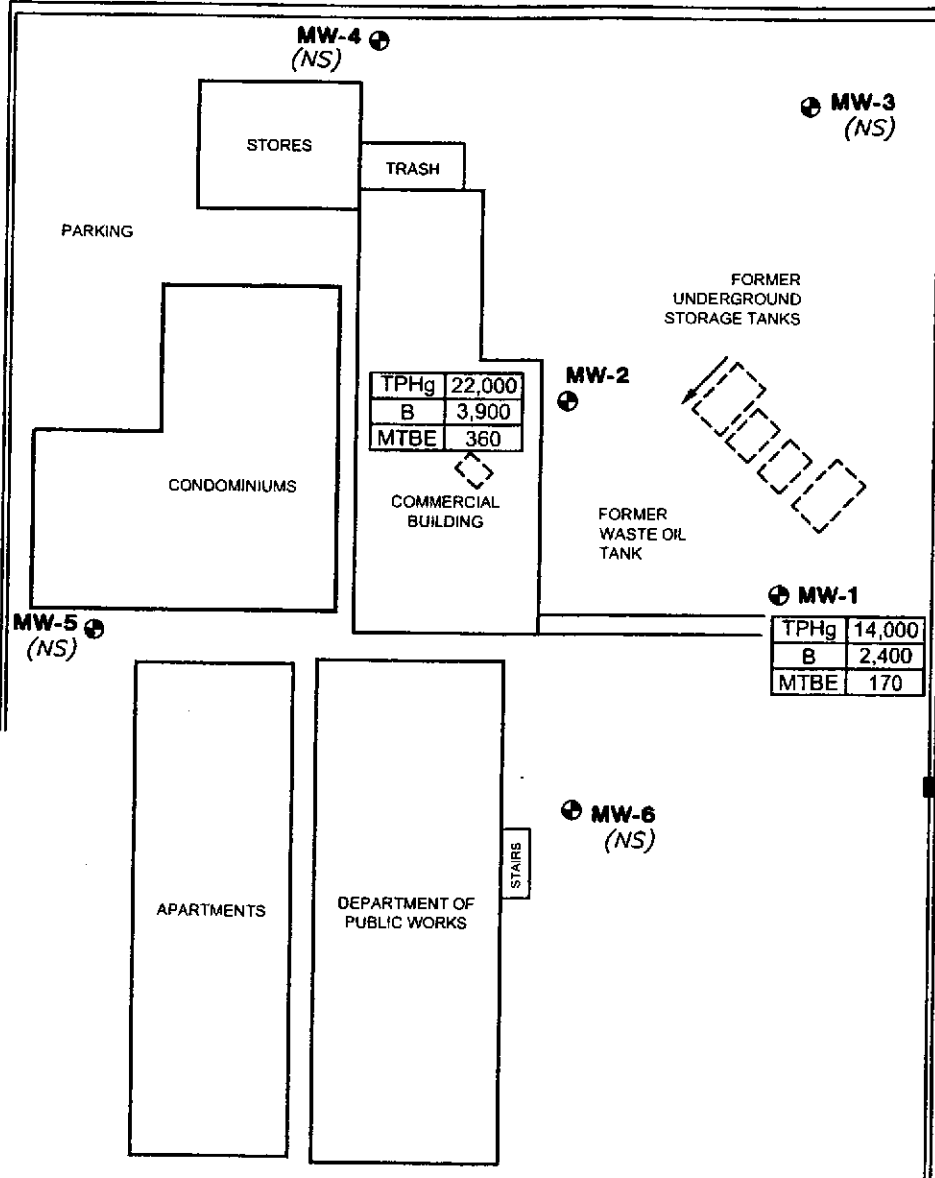 MW-4
(NS)
MW-3
(NS)
STORES
TRASH
PARKING
FORMER
UNDERGROUND
STORAGE TANKS
MW-2
TPHg 22,000
B 3,900
MTBE 360
CONDOMINIUMS
COMMERCIAL
BUILDING
FORMER
WASTE OIL
TANK
MW-1
TPHg 14,000
B 2,400
MTBE 170
MW-5
(NS)
MW-6
(NS)
STAIRS
APARTMENTS
DEPARTMENT OF
PUBLIC WORKS